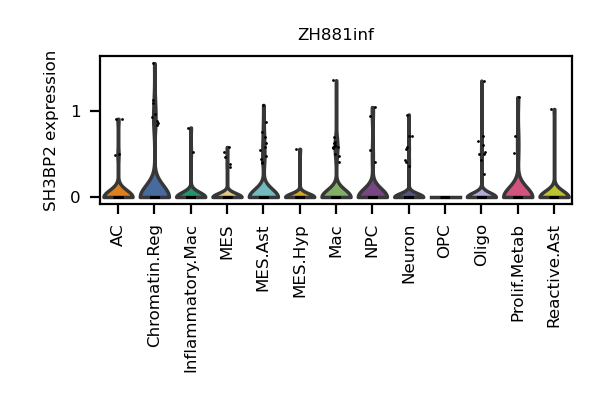 ZH881inf
SH3BP2 expression
1
0
AC
Chromatin.Reg
Inflammatory.Mac
MES
MES.Ast
MES.Hyp
Mac
NPC
Neuron
OPC
Oligo
Prolif.Metab
Reactive.Ast